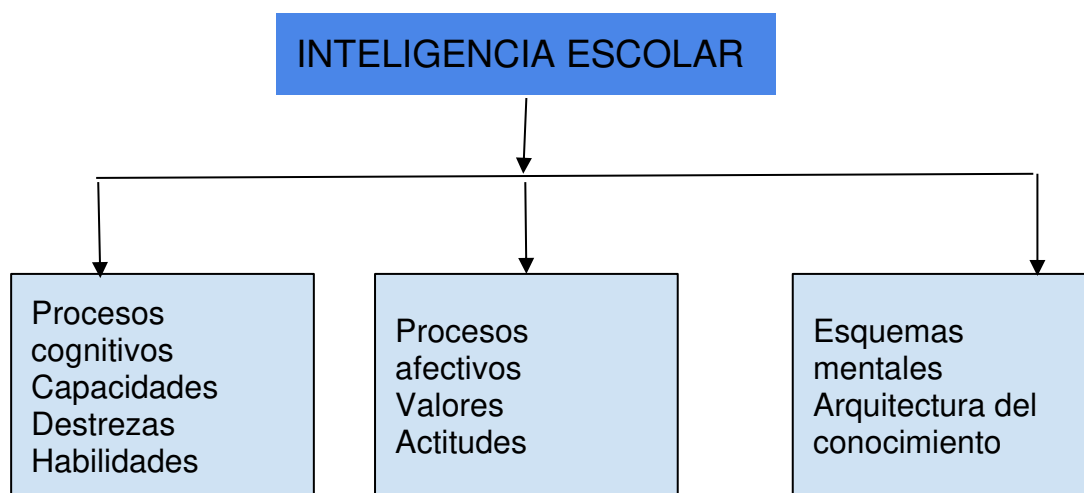 INTELIGENCIA ESCOLAR
Procesos
cognitivos
Capacidades
Destrezas
Habilidades
Procesos
afectivos
Valores
Actitudes
Esquemas
mentales
Arquitectura del
conocimiento